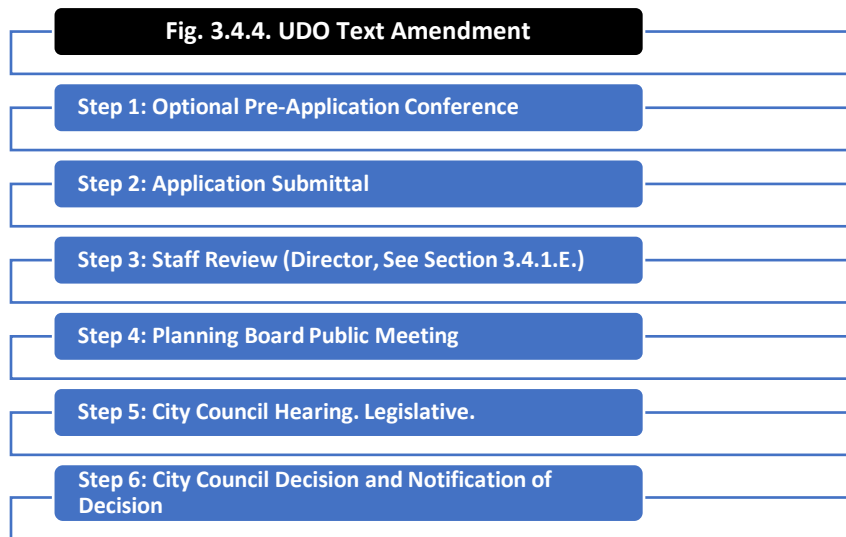 Fig. 3.4.4. UDO Text Amendment
Step 1: Optional Pre-Application Conference
Step 2: Application Submittal
Step 3: Staff Review (Director, See Section 3.4.1.E.)
Step 4: Planning Board Public Meeting
Step 5: City Council Hearing. Legislative.
Step 6: City Council Decision and Notification of
Decision